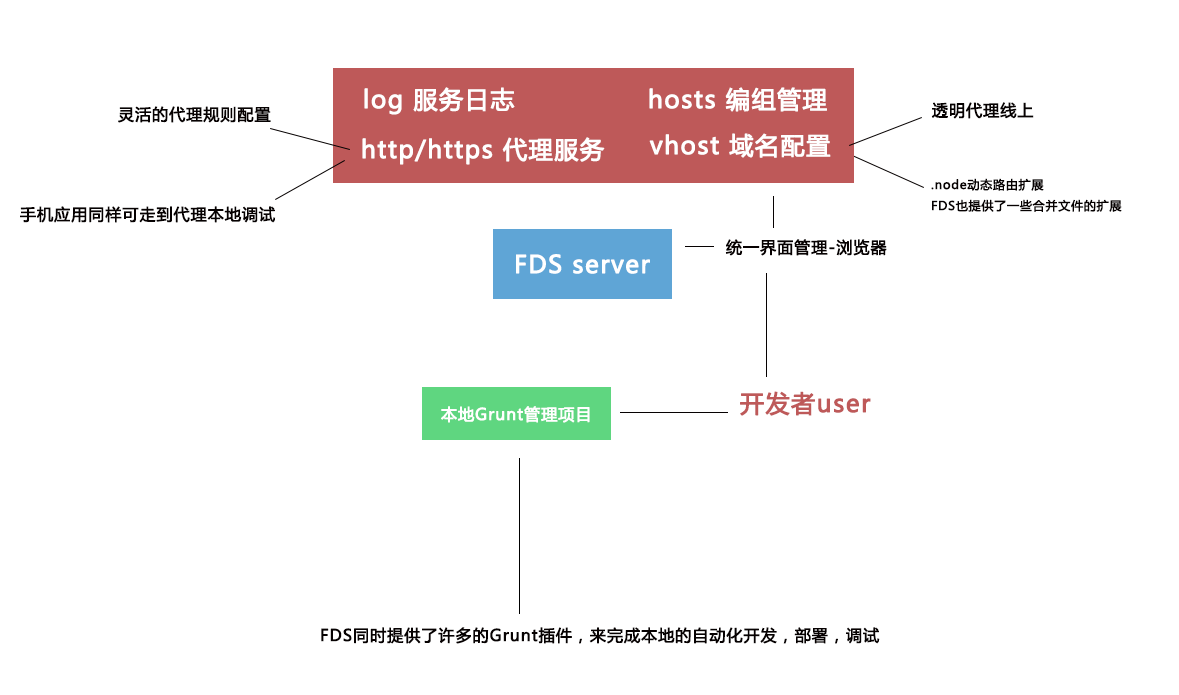 log 服务日志
hosts 编组管理
灵活的代理规则配置
透明代理线上
http/https 代理服务
vhost 域名配置
.node动态路由扩展
FDS也提供了一些合并文件的扩展
手机应用同样可走到代理本地调试
统一界面管理-浏览器
FDS server
开发者user
本地Grunt管理项目
FDS同时提供了许多的Grunt插件，来完成本地的自动化开发，部署，调试